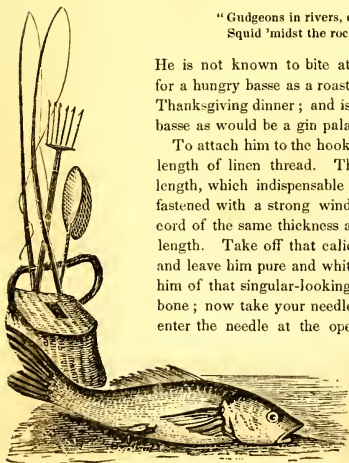 "Gudgeons in rivers,
Squid 'midst the roc
He is not known to bite at
for a hungry basse as a roast
Thanksgiving dinner ; and is
basse as would be a gin pala
To attach him to the hook
length of linen thread. Th
length, which indispensable
fastened with a strong wind
cord of the same thickness a
length. Take off that calic
and leave him pure and whit
him of that singular-looking
bone ; now take your needle
enter the needle at the ope